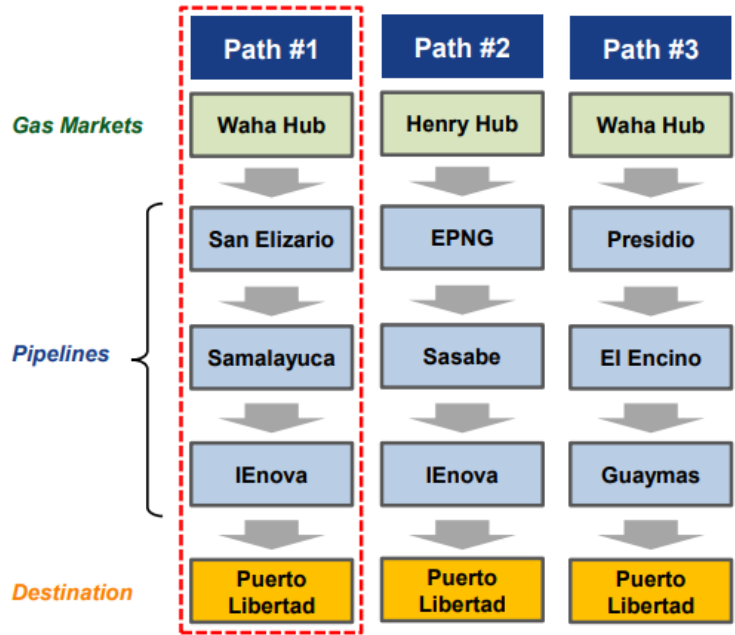 Path #1
Path #2
Path #3
Gas Markets
Waha Hub
Henry Hub
Waha Hub
San Elizario
EPNG
Presidio
Pipelines
Samalayuca
Sasabe
El Encino
IEnova
IEnova
Guaymas
Destination
Puerto
Libertad
Puerto
Libertad
Puerto
Libertad